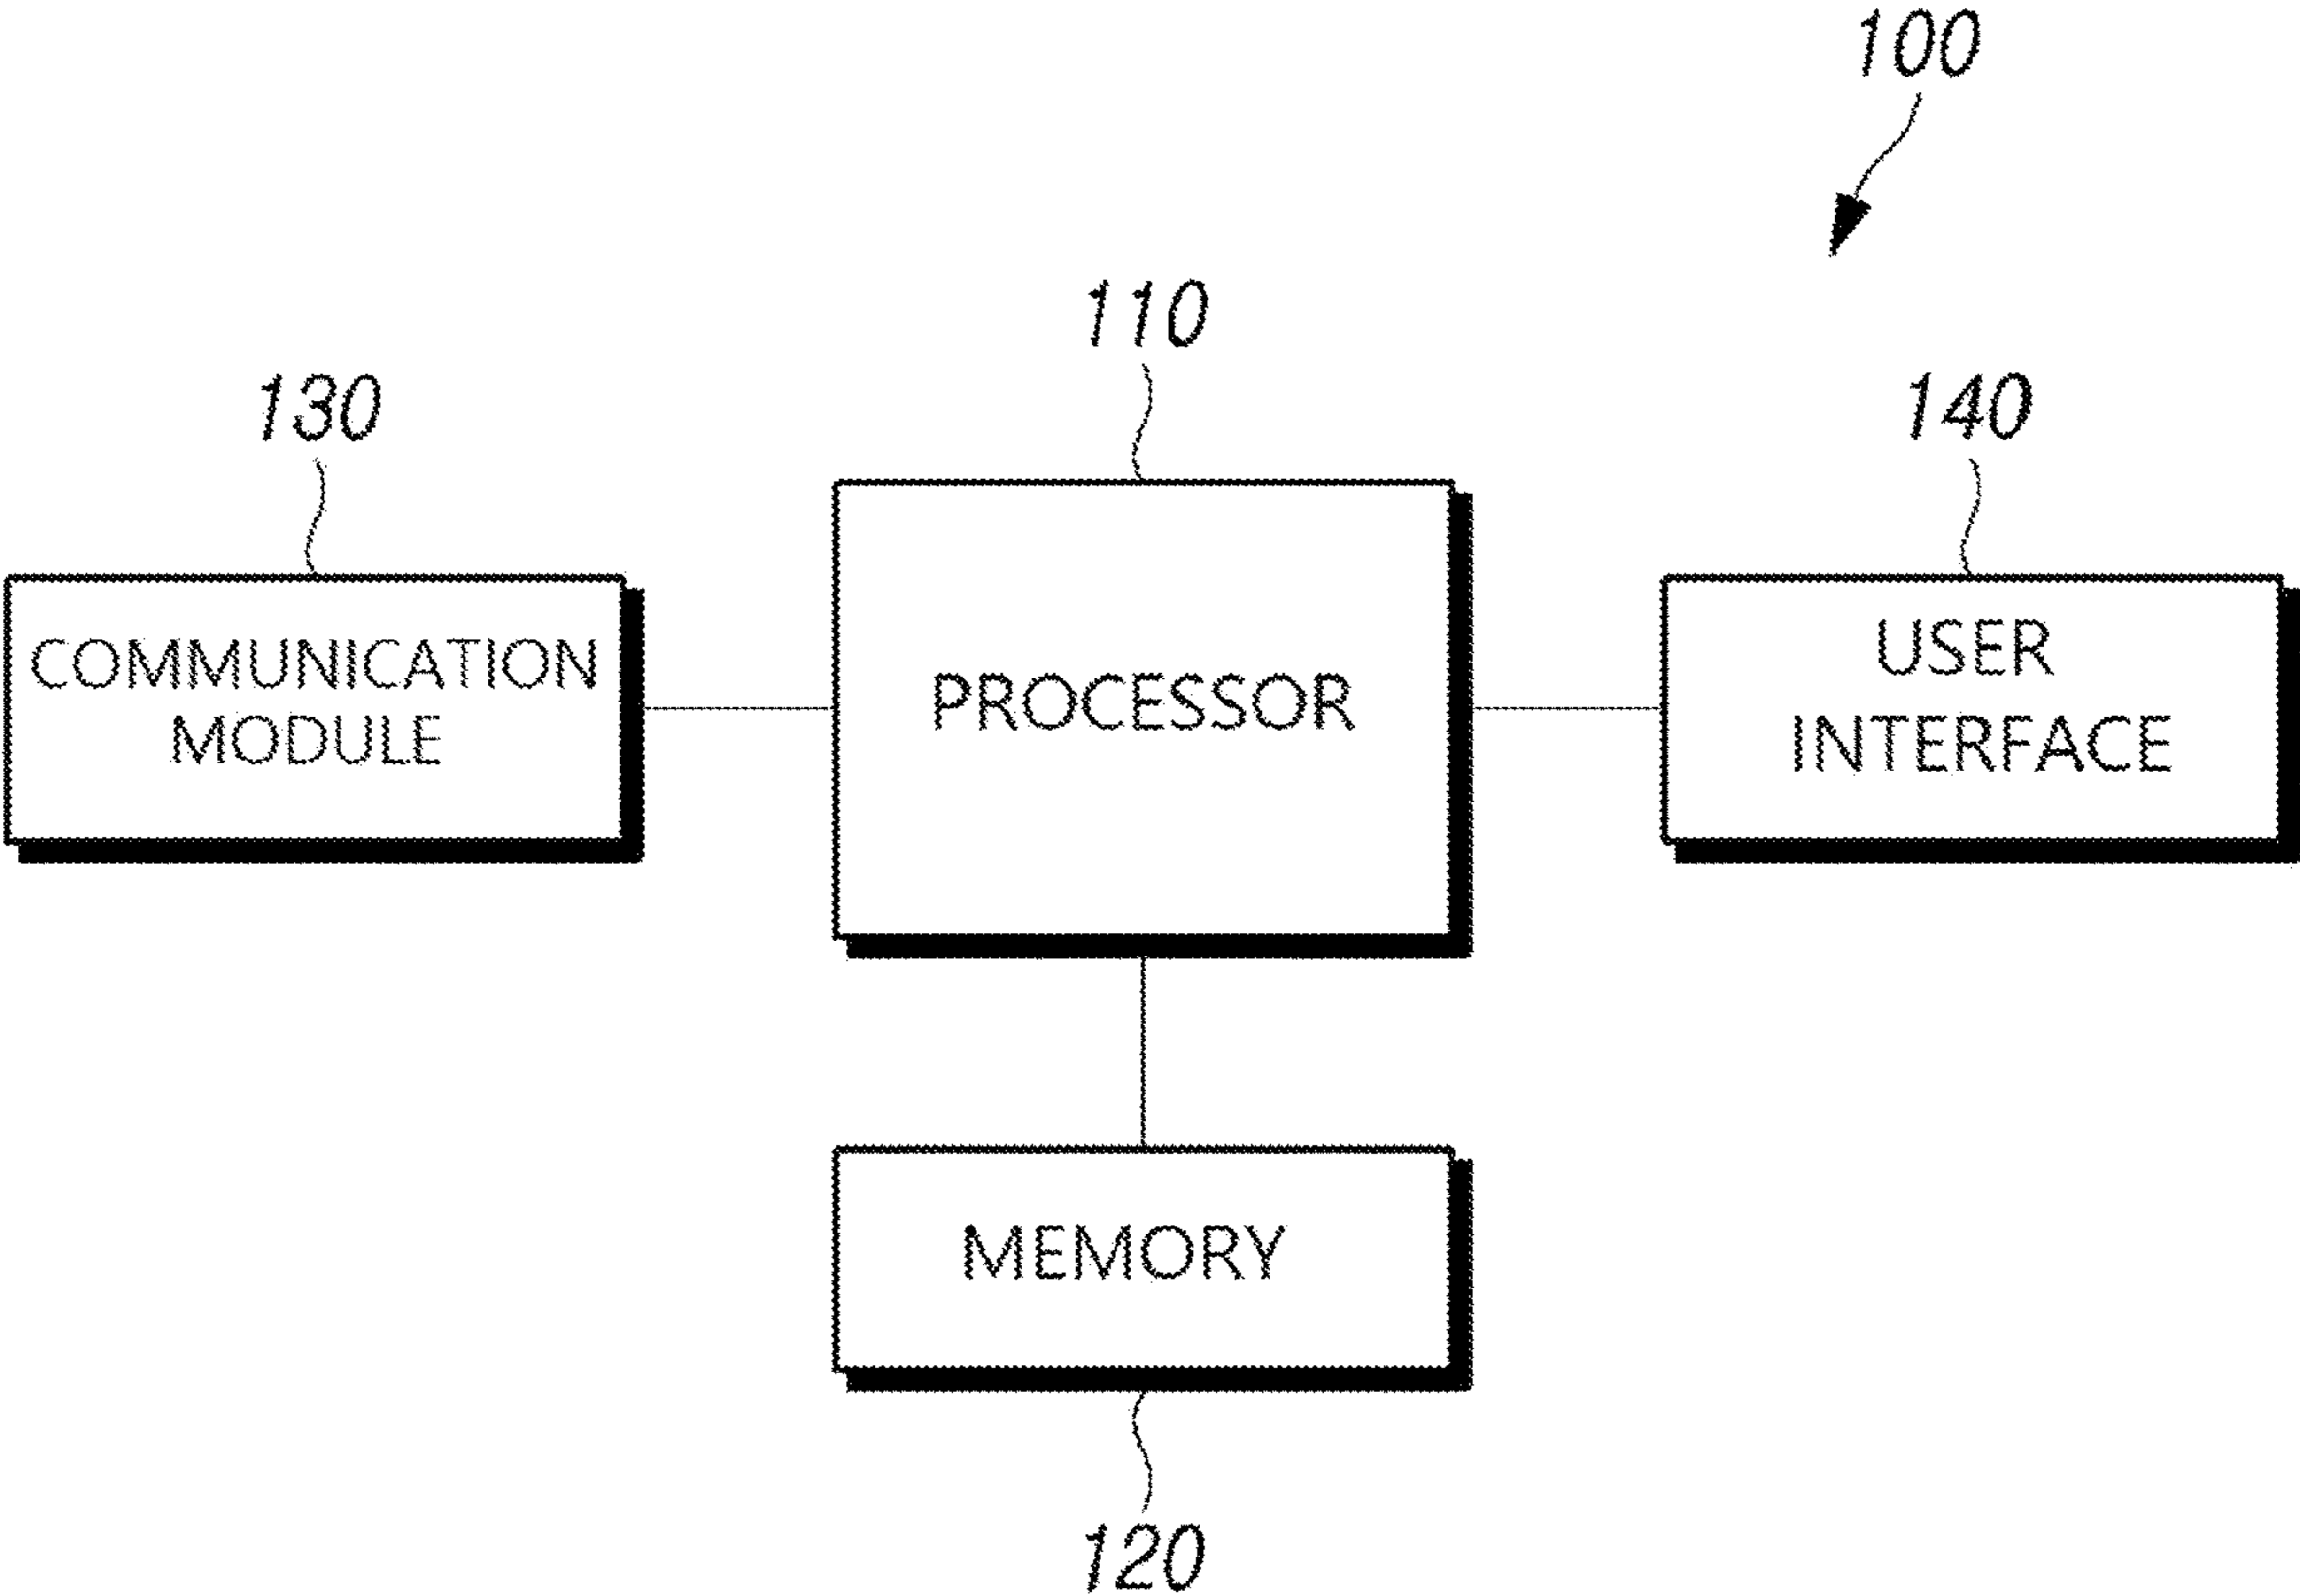 100
110
130
140
COMMUNICATION
MODULE
PROCESSOR
USER
INTERFACE
MEMORY
120